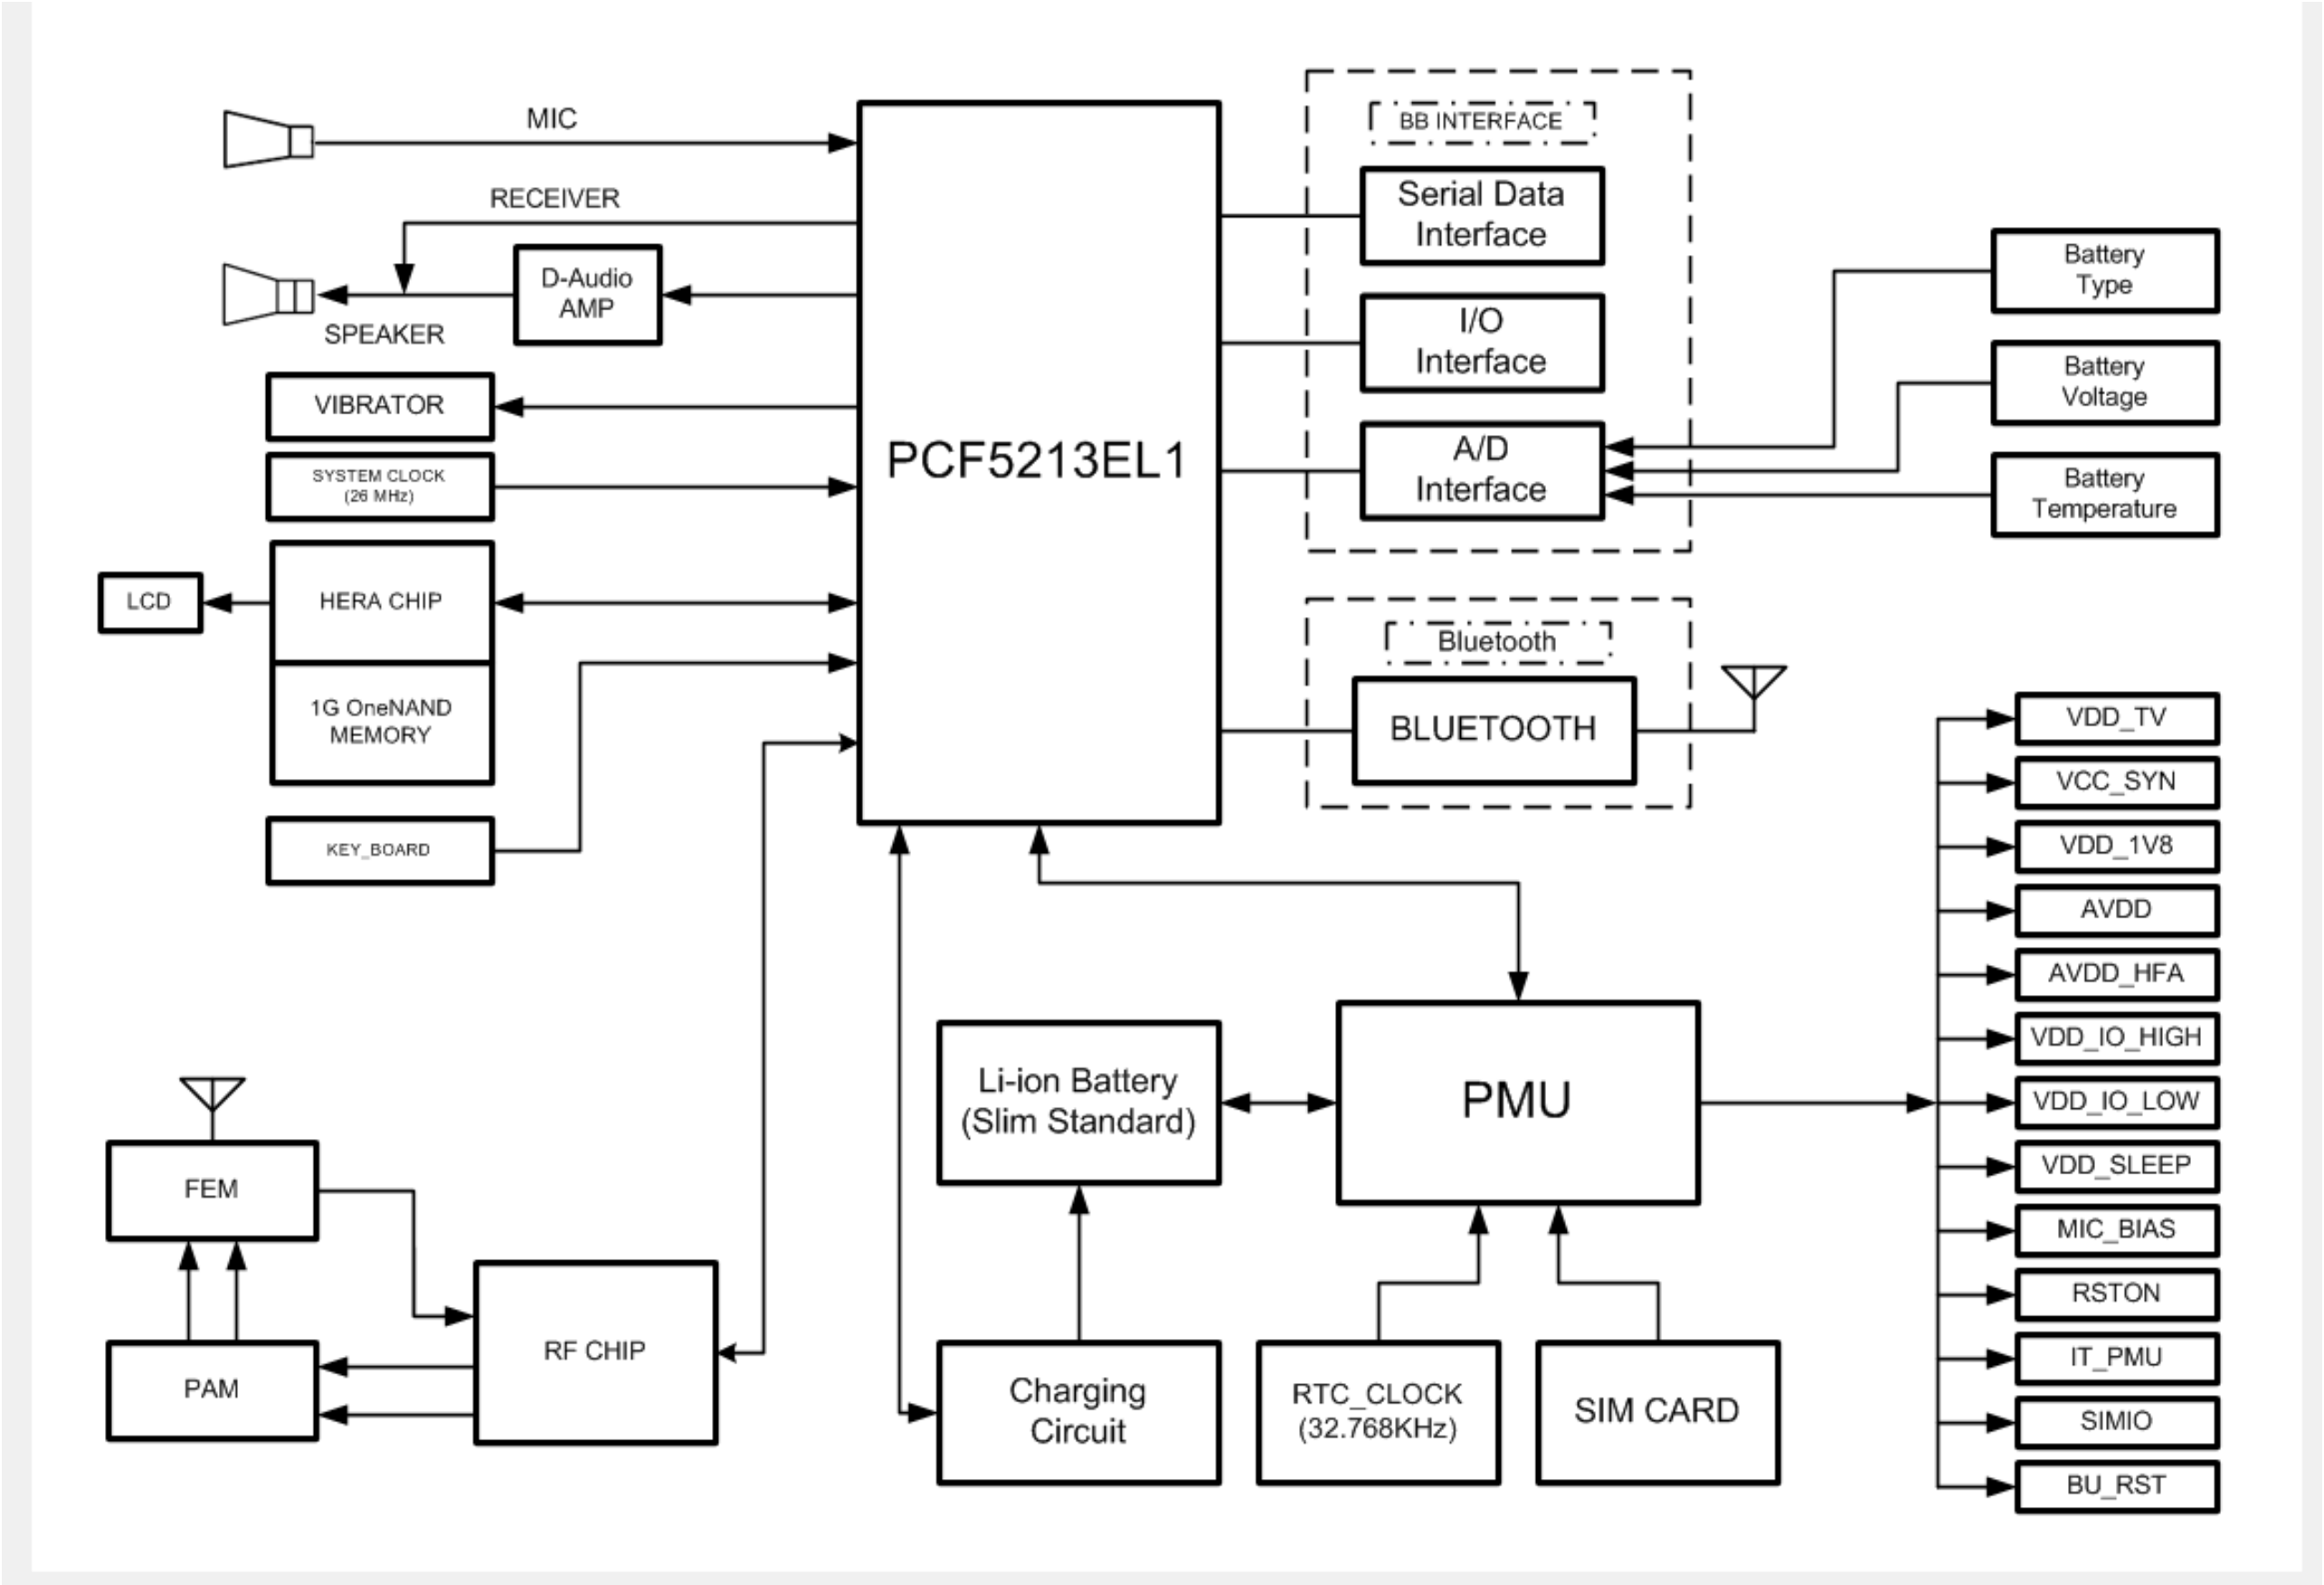 MIC
RECEIVER
D-Audio
AMP
SPEAKER
VIBRATOR
SYSTEM CLOCK
(26 MHz)
LCD
HERA CHIP
1G OneNAND
MEMORY
KEY_BOARD
PCF5213EL1
BB INTERFACE
Serial Data
Interface
I/O
Interface
A/D
Interface
Battery
Type
Battery
Voltage
Battery
Temperature
Bluetooth
BLUETOOTH
FEM
PAM
RF CHIP
Li-ion Battery
(Slim Standard)
PMU
Charging
Circuit
RTC_CLOCK
(32.768KHz)
SIM CARD
VDD_TV
VCC_SYN
VDD_1V8
AVDD
AVDD_HFA
VDD_IO_HIGH
VDD_IO_LOW
VDD_SLEEP
MIC_BIAS
RSTON
IT_PMU
SIMIO
BU_RST